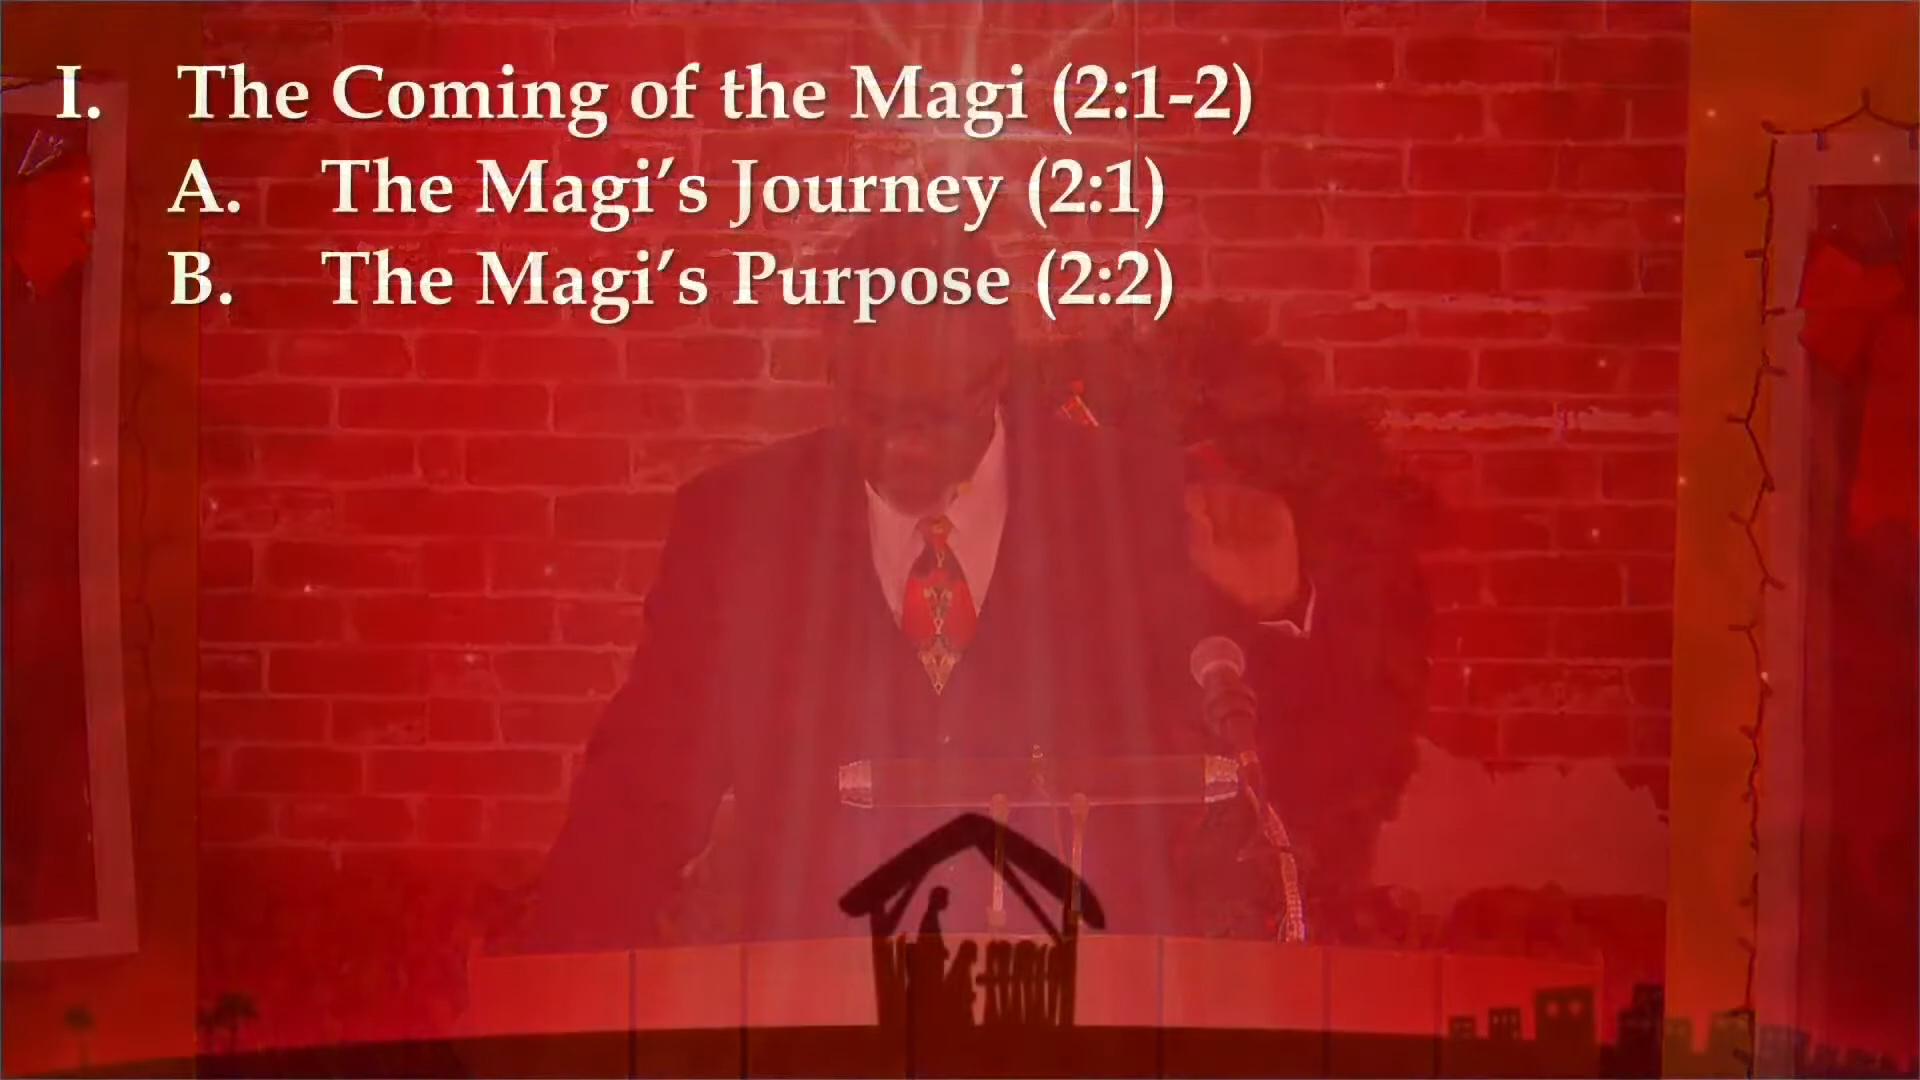 I. The Coming of the Magi (2:1-2)
A. The Magi’s Journey (2:1)
B. The Magi’s Purpose (2:2)